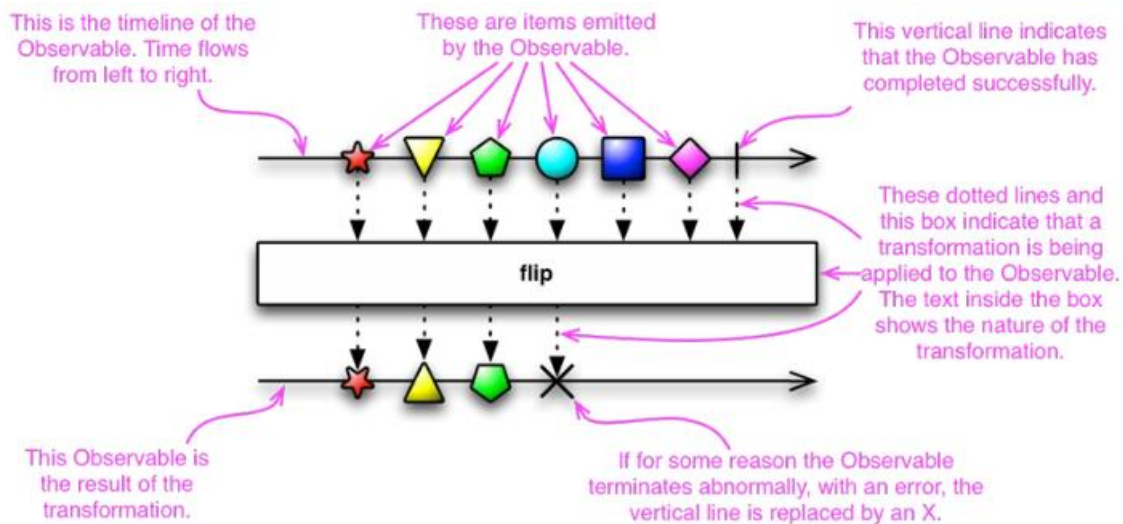 This is the timeline of the
Observable. Time flows
from left to right.
These are items emitted
by the Observable.
This vertical line indicates
that the Observable has
completed successfully.
These dotted lines and
this box indicate that a
transformation is being
applied to the Observable.
The text inside the box
shows the nature of the
transformation.
flip
This Observable is
the result of the
transformation.
If for some reason the Observable
terminates abnormally, with an error, the
vertical line is replaced by an X.